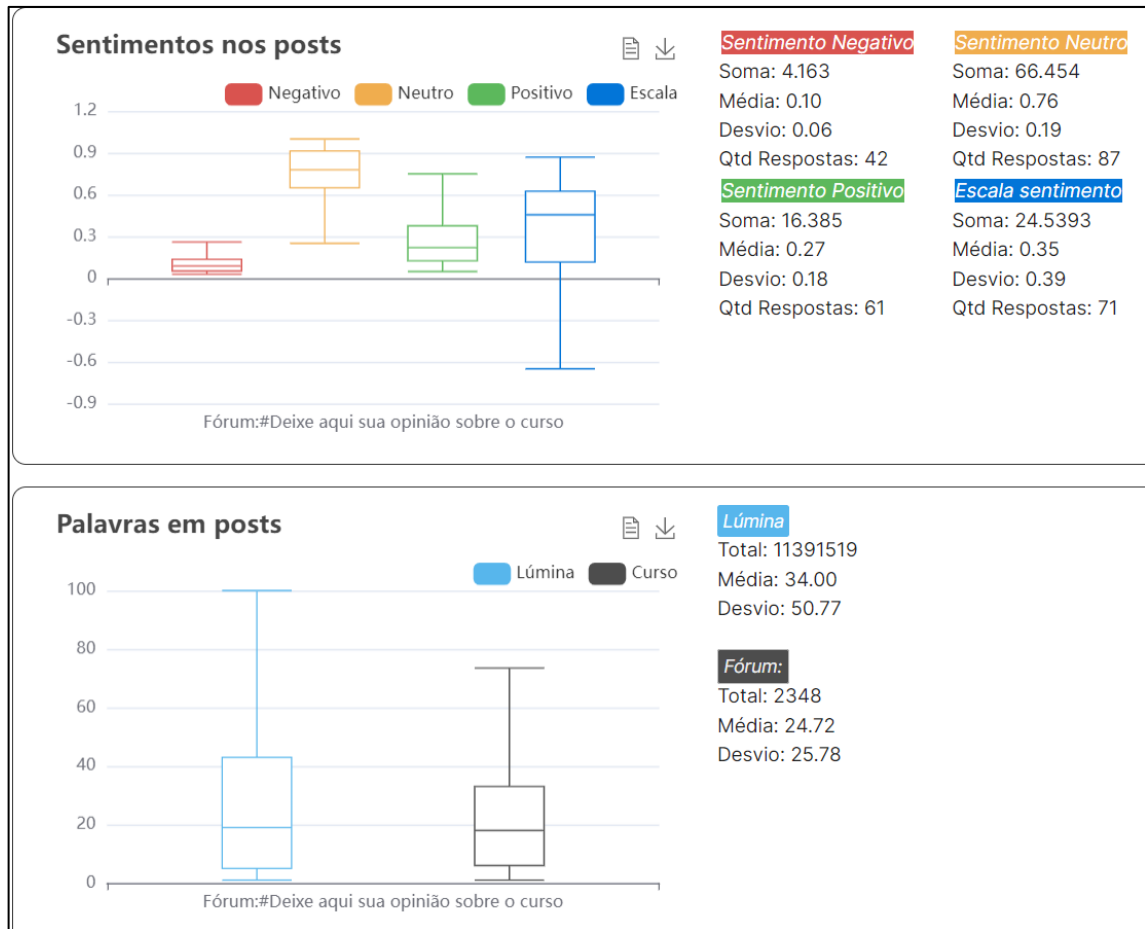 Sentimentos nos posts
Negativo Neutro Positivo Escala
1.2
0.9
0.6
0.3
0
-0.3
-0.6
-0.9
Fórum:#Deixe aqui sua opinião sobre o curso
Sentimento Negativo
Soma: 4.163
Média: 0.10
Desvio: 0.06
Qtd Respostas: 42
Sentimento Neutro
Soma: 66.454
Média: 0.76
Desvio: 0.19
Qtd Respostas: 87
Sentimento Positivo
Soma: 16.385
Média: 0.27
Desvio: 0.18
Qtd Respostas: 61
Escala sentimento
Soma: 24.5393
Média: 0.35
Desvio: 0.39
Qtd Respostas: 71
Palavras em posts
Lúmina Curso
100
80
60
40
20
0
Fórum:#Deixe aqui sua opinião sobre o curso
Lúmina
Total: 11391519
Média: 34.00
Desvio: 50.77
Fórum:
Total: 2348
Média: 24.72
Desvio: 25.78